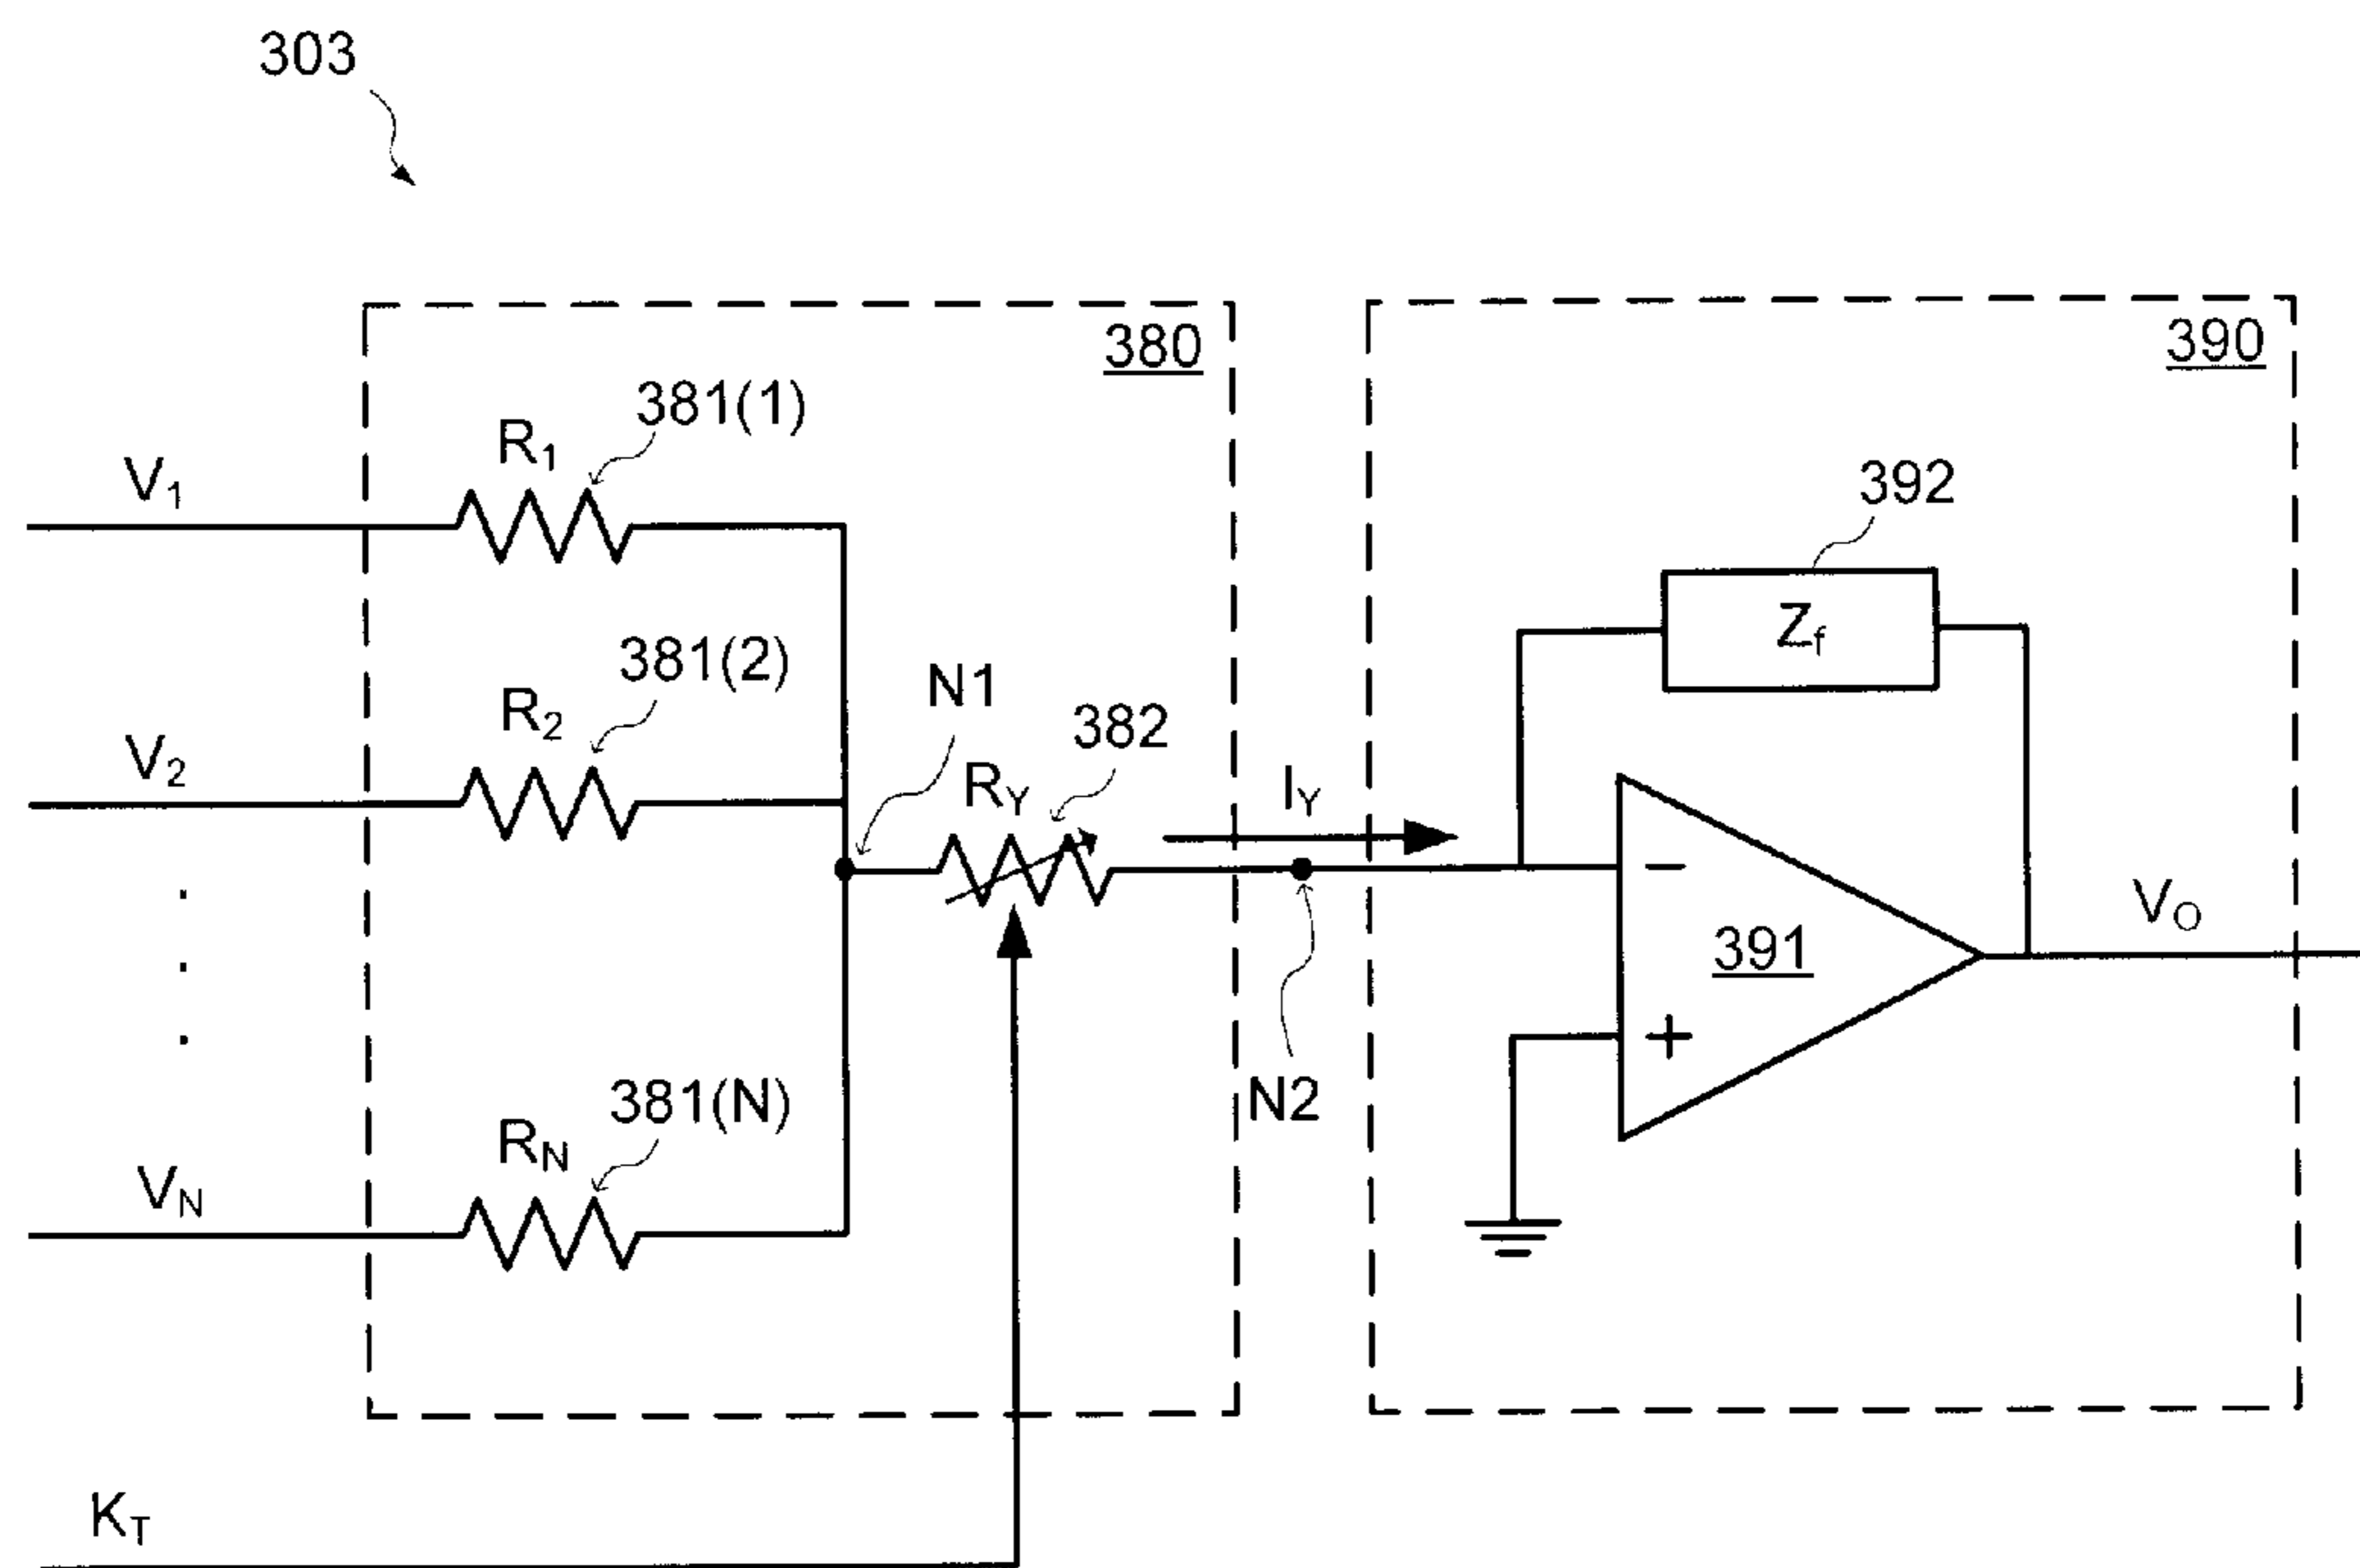 303
380
390
381(1)
R1
V1
392
Zf
381(2)
R2
N1
382
V2
RY
IY
−
VO
391
+
381(N)
N2
RN
VN
KT